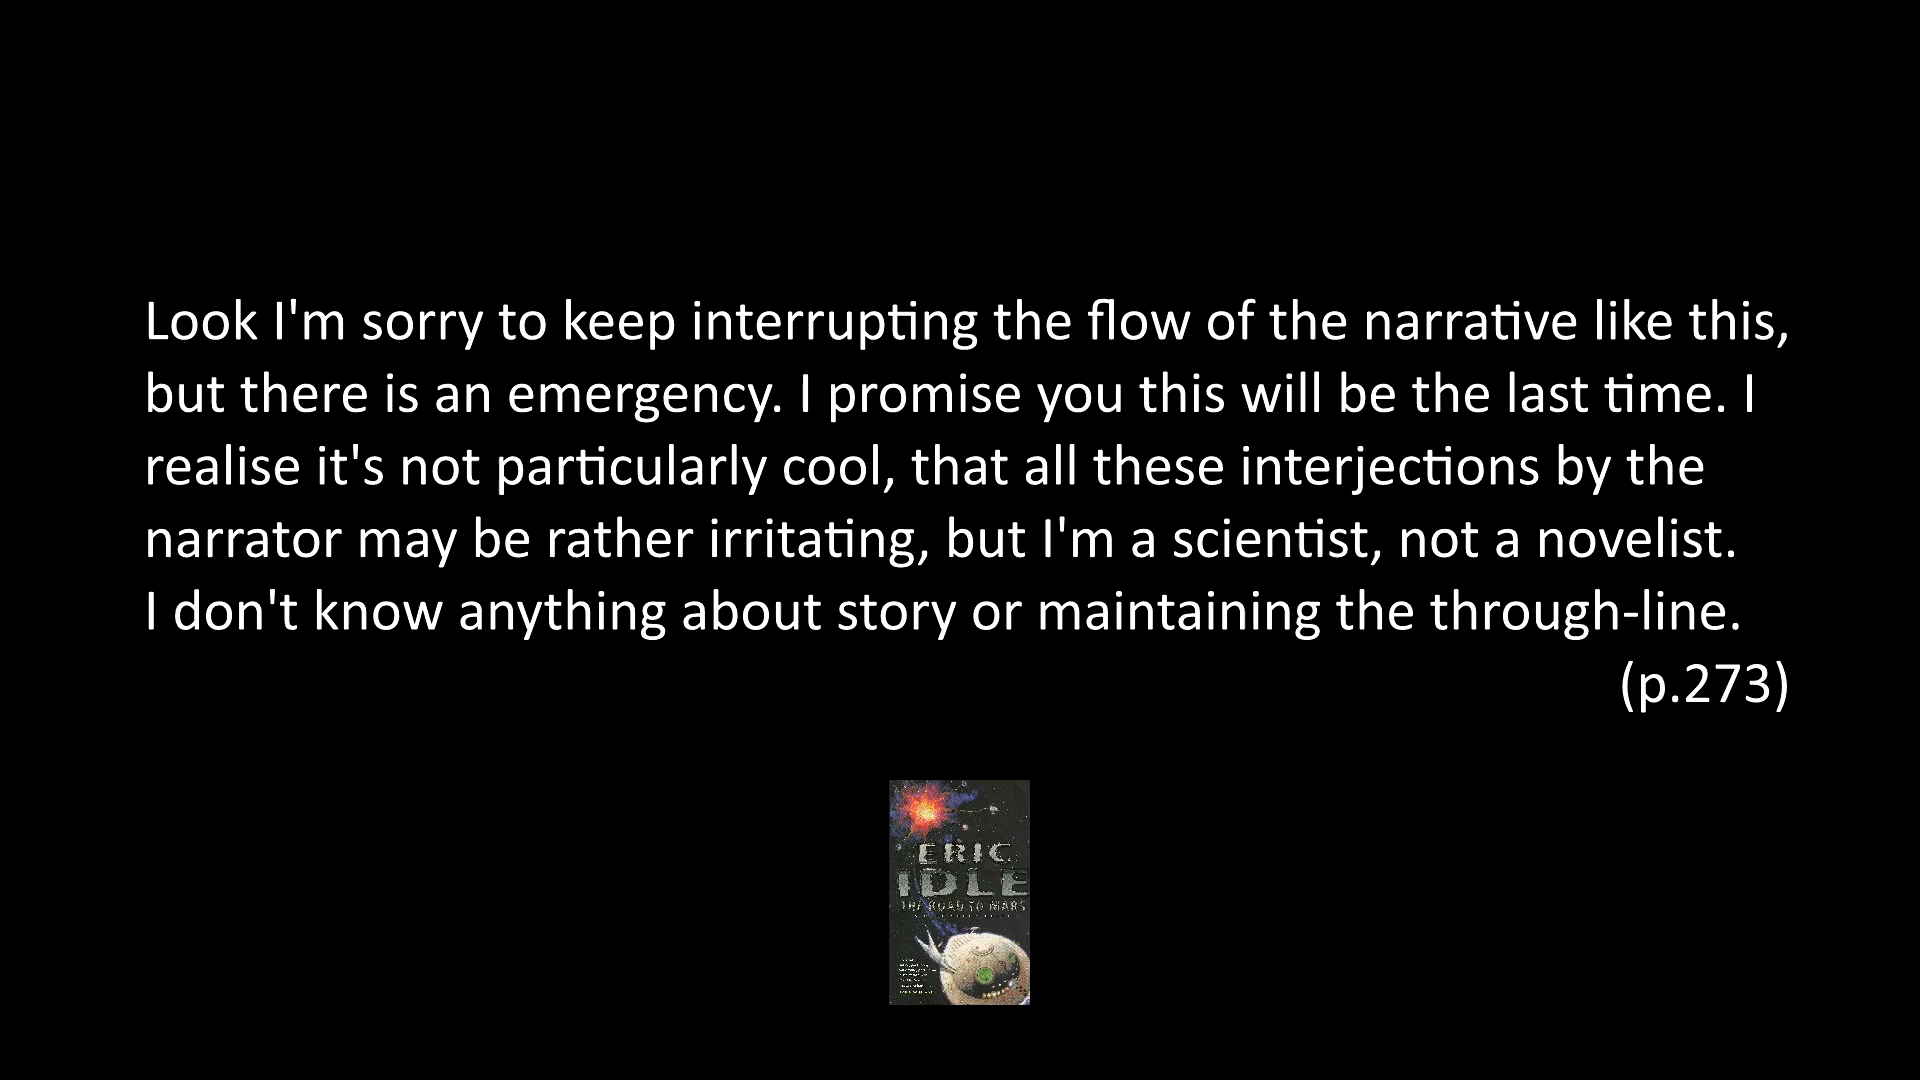 Look I'm sorry to keep interrupting the flow of the narrative like this,
but there is an emergency. I promise you this will be the last time. I
realise it's not particularly cool, that all these interjections by the
narrator may be rather irritating, but I'm a scientist, not a novelist.
I don't know anything about story or maintaining the through-line.
(p.273)
ERIC
IDLE
THE ROAD TO MARS